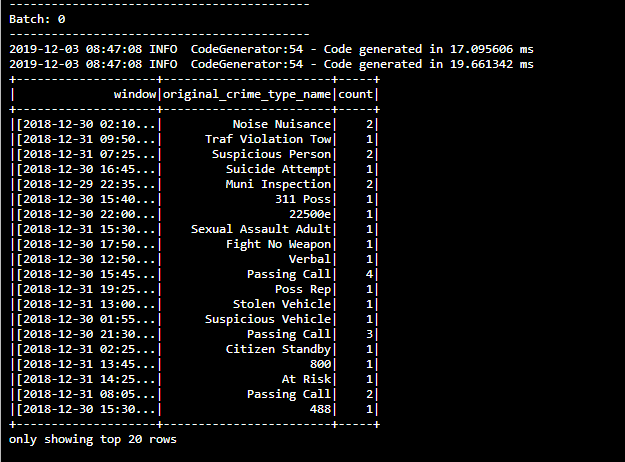 -------------------------------------------
Batch: 0
-------------------------------------------
2019-12-03 08:47:08 INFO  CodeGenerator:54 - Code generated in 17.095606 ms
2019-12-03 08:47:08 INFO  CodeGenerator:54 - Code generated in 19.661342 ms
+--------------------+------------------------+-----+
|              window|original_crime_type_name|count|
+--------------------+------------------------+-----+
|[2018-12-30 02:10...|          Noise Nuisance|    2|
|[2018-12-31 09:50...|      Traf Violation Tow|    1|
|[2018-12-31 07:25...|       Suspicious Person|    2|
|[2018-12-30 16:45...|         Suicide Attempt|    1|
|[2018-12-29 22:35...|         Muni Inspection|    2|
|[2018-12-30 15:40...|                311 Poss|    1|
|[2018-12-30 22:00...|                  22500e|    1|
|[2018-12-31 15:30...|    Sexual Assault Adult|    1|
|[2018-12-30 17:50...|         Fight No Weapon|    1|
|[2018-12-30 12:50...|                  Verbal|    1|
|[2018-12-30 15:45...|            Passing Call|    4|
|[2018-12-31 19:25...|                Poss Rep|    1|
|[2018-12-31 13:00...|          Stolen Vehicle|    1|
|[2018-12-30 01:55...|      Suspicious Vehicle|    1|
|[2018-12-30 21:30...|            Passing Call|    3|
|[2018-12-31 02:25...|         Citizen Standby|    1|
|[2018-12-31 13:45...|                     800|    1|
|[2018-12-31 14:25...|                 At Risk|    1|
|[2018-12-31 08:05...|            Passing Call|    2|
|[2018-12-30 15:30...|                     488|    1|
+--------------------+------------------------+-----+
only showing top 20 rows